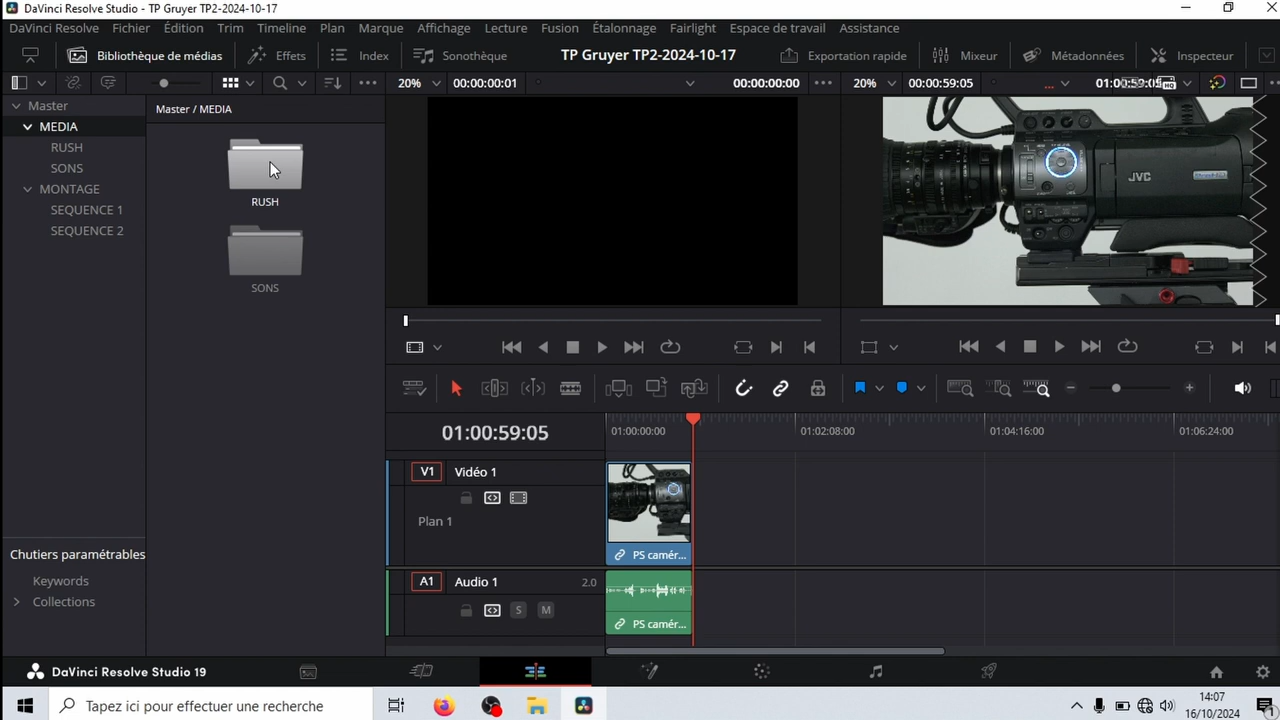 DaVinci Resolve Studio - TP Gruyer TP2-2024-10-17
DaVinci Resolve Fichier Édition Trim Timeline Plan Marque Affichage Lecture Fusion Étalonnage Fairlight Espace de travail Assistance
Bibliothèque de médias Effets Index Sonothèque TP Gruyer TP2-2024-10-17 Exportation rapide Mixeur Métadonnées Inspecteur
20% 00:00:00:01 00:00:00:00 20% 00:00:59:05
Master
Master / MEDIA
MEDIA
RUSH
SONS
MONTAGE
SEQUENCE 1
SEQUENCE 2
RUSH
SONS
JVC
01:00:59:05
01:00:00:00 01:02:08:00 01:04:16:00 01:06:24:00
V1 Vidéo 1
Plan 1
PS camér...
A1 Audio 1 2.0
S M
PS camér...
Chutiers paramétrables
Keywords
Collections
DaVinci Resolve Studio 19
Tapez ici pour effectuer une recherche
14:07
16/10/2024